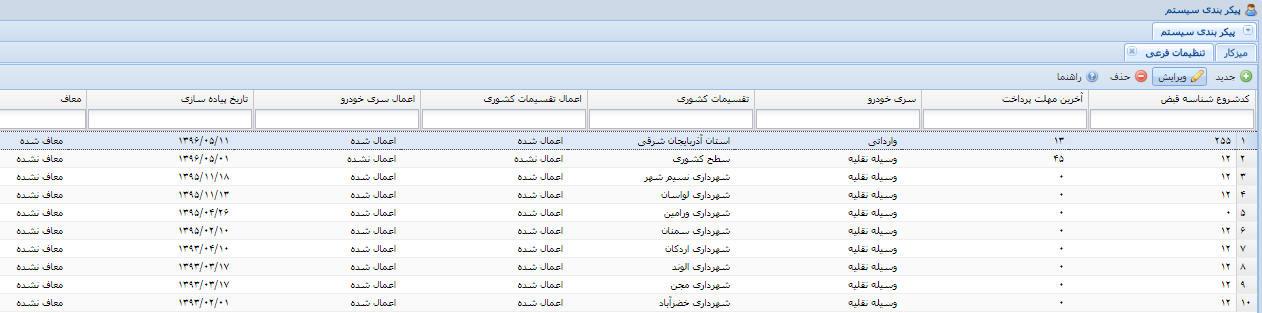 پیکر بندی سیستم
پیکر بندی سیستم
میزکار تنظیمات فرعی
جدید ویرایش حذف راهنما
کدشروع شناسه قبض آخرین مهلت پرداخت سری خودرو تقسیمات کشوری اعمال تقسیمات کشوری اعمال سری خودرو تاریخ پیاده سازی معاف
۱ ۲۵۵ ۱۳ وارداتی استان آذربایجان شرقی اعمال شده اعمال شده ۱۳۹۶/۰۵/۱۱ معاف شده
۲ ۱۲ ۴۵ وسیله نقلیه سطح کشوری اعمال نشده اعمال نشده ۱۳۹۶/۰۵/۰۱ معاف نشده
۳ ۱۲ ۰ وسیله نقلیه شهرداری نسیم شهر اعمال شده اعمال شده ۱۳۹۵/۱۱/۱۸ معاف نشده
۴ ۱۲ ۰ وسیله نقلیه شهرداری لواسان اعمال شده اعمال شده ۱۳۹۵/۱۱/۱۳ معاف نشده
۵ ۰ ۰ وسیله نقلیه شهرداری ورامین اعمال شده اعمال شده ۱۳۹۵/۰۴/۲۶ معاف نشده
۶ ۱۲ ۰ وسیله نقلیه شهرداری سمنان اعمال شده اعمال شده ۱۳۹۵/۰۲/۱۰ معاف نشده
۷ ۱۲ ۰ وسیله نقلیه شهرداری اردکان اعمال شده اعمال شده ۱۳۹۳/۰۴/۱۰ معاف نشده
۸ ۱۲ ۰ وسیله نقلیه شهرداری الوند اعمال شده اعمال شده ۱۳۹۳/۰۳/۱۷ معاف نشده
۹ ۱۲ ۰ وسیله نقلیه شهرداری مجن اعمال شده اعمال شده ۱۳۹۳/۰۳/۱۷ معاف نشده
۱۰ ۱۲ ۰ وسیله نقلیه شهرداری خضرآباد اعمال شده اعمال شده ۱۳۹۳/۰۲/۰۱ معاف نشده